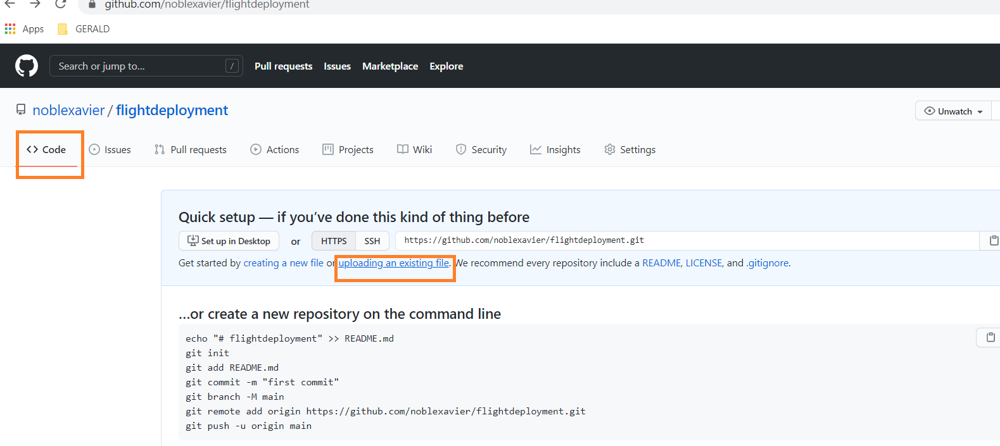 github.com/noblexavier/flightdeployment
Apps GERALD
Search or jump to... / Pull requests Issues Marketplace Explore
noblexavier / flightdeployment
Unwatch
Code Issues Pull requests Actions Projects Wiki Security Insights Settings
Quick setup — if you've done this kind of thing before
Set up in Desktop or HTTPS SSH https://github.com/noblexavier/flightdeployment.git
Get started by creating a new file or uploading an existing file. We recommend every repository include a README, LICENSE, and .gitignore.
...or create a new repository on the command line
echo "# flightdeployment" >> README.md
git init
git add README.md
git commit -m "first commit"
git branch -M main
git remote add origin https://github.com/noblexavier/flightdeployment.git
git push -u origin main